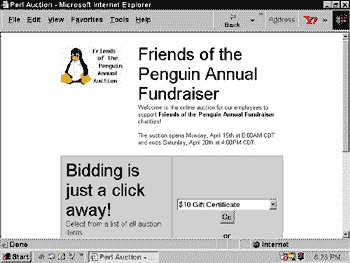 Perl Auction - Microsoft Internet Explorer
File Edit View Favorites Tools Help
Back
Address
Friends
of the
Penguin
Annual
Auction
Friends of the
Penguin Annual
Fundraiser
Welcome to the online auction for our employees to
support Friends of the Penguin Annual Fundraiser
charities!
The auction opens Monday, April 15th at 8:00AM CDT
and ends Saturday, April 20th at 4:00PM CDT.
Bidding is
just a click
away!
Select from a list of all auction
items
$10 Gift Certificate
Go
or
Done
Internet
Start
Perl Auction - ...
6:23 PM